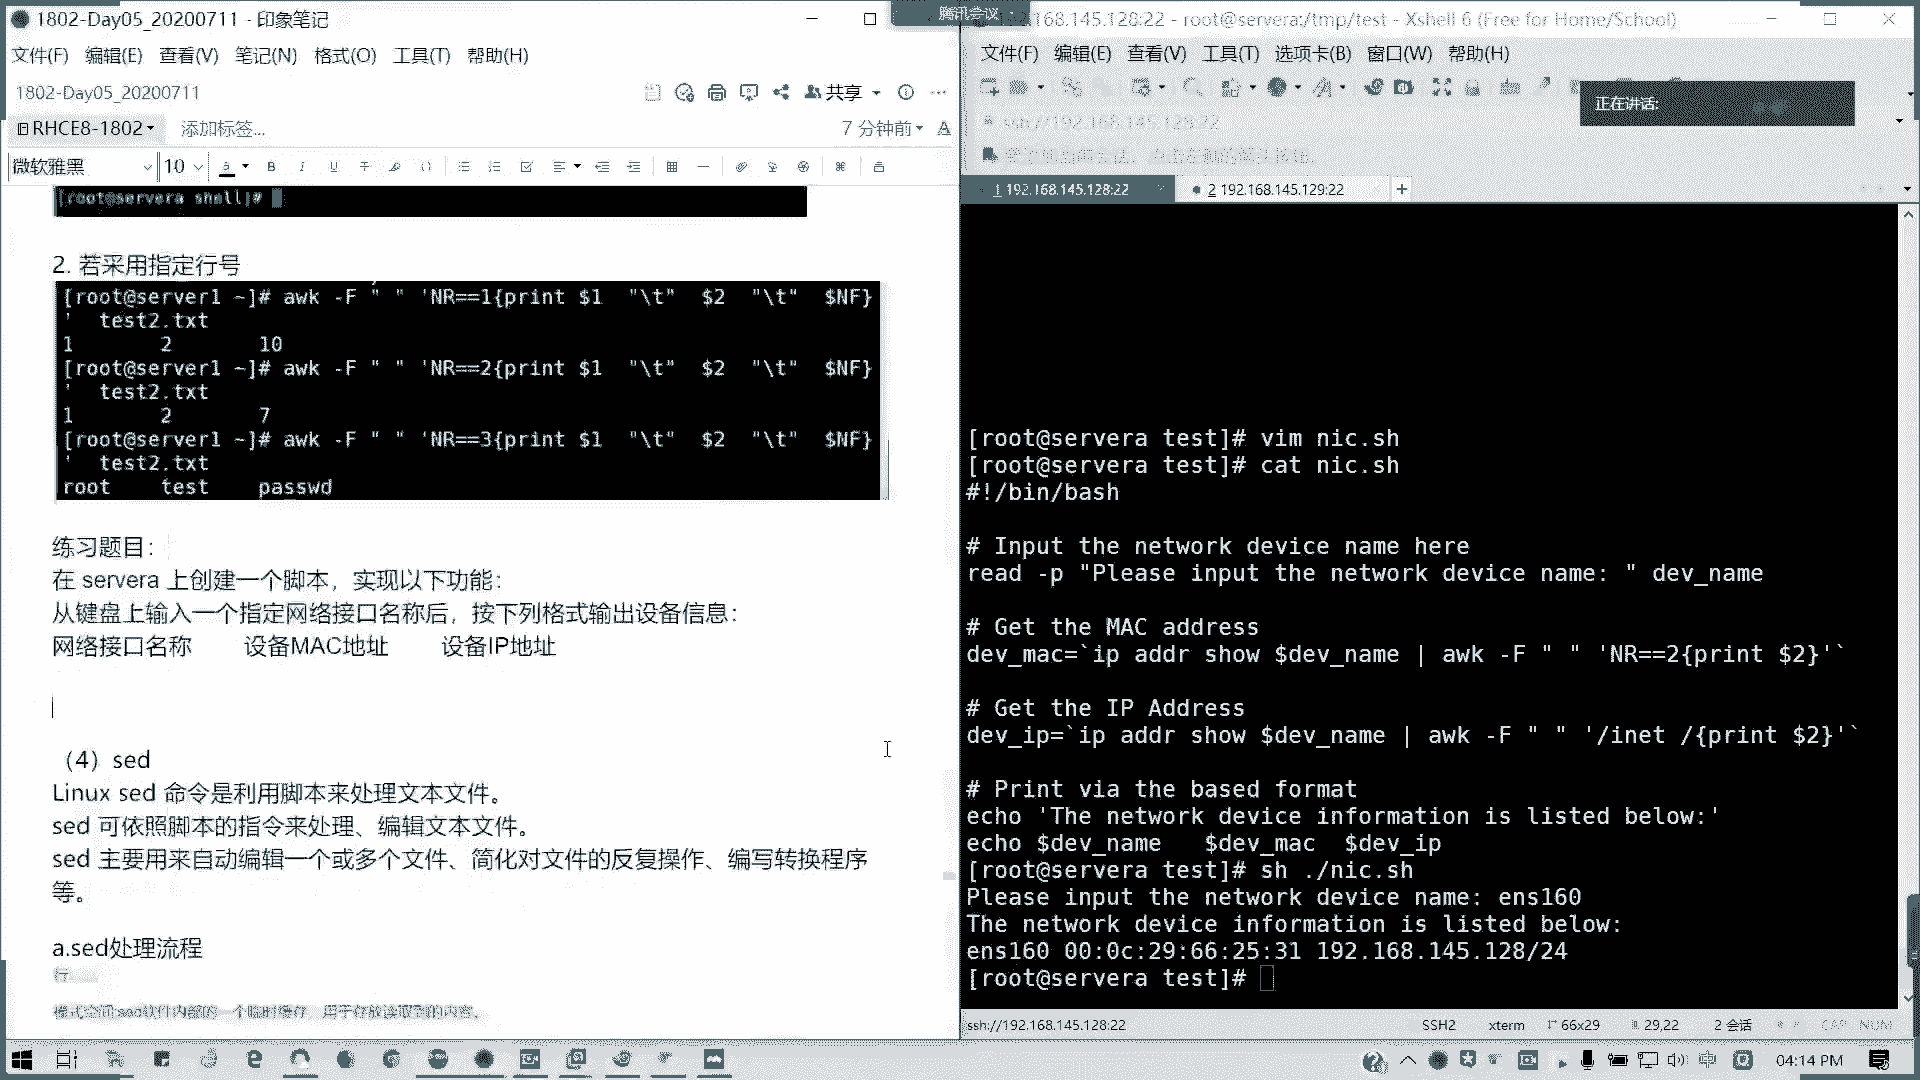 1802-Day05_20200711 - 印象笔记
文件(F) 编辑(E) 查看(V) 笔记(N) 格式(O) 工具(T) 帮助(H)
1802-Day05_20200711
共享
RHCE8-1802
添加标签...
7 分钟前
微软雅黑 10
[root@servera shell]#
2. 若采用指定行号
[root@server1 ~]# awk -F " " 'NR==1{print $1 "\t" $2 "\t" $NF}
' test2.txt
1 2 10
[root@server1 ~]# awk -F " " 'NR==2{print $1 "\t" $2 "\t" $NF}
' test2.txt
1 2 7
[root@server1 ~]# awk -F " " 'NR==3{print $1 "\t" $2 "\t" $NF}
' test2.txt
root test passwd
练习题目：
在 servera 上创建一个脚本，实现以下功能：
从键盘上输入一个指定网络接口名称后，按下列格式输出设备信息：
网络接口名称 设备MAC地址 设备IP地址
（4）sed
Linux sed 命令是利用脚本来处理文本文件。
sed 可依照脚本的指令来处理、编辑文本文件。
sed 主要用来自动编辑一个或多个文件、简化对文件的反复操作、编写转换程序
等。
a.sed处理流程
行
模式空间:sed软件内部的一个临时缓存，用于存放读取到的内容。
腾讯会议
168.145.128:22 - root@servera:/tmp/test - Xshell 6 (Free for Home/School)
文件(F) 编辑(E) 查看(V) 工具(T) 选项卡(B) 窗口(W) 帮助(H)
正在讲话:
ssh://192.168.145.128:22
1 192.168.145.128:22
2 192.168.145.129:22
[root@servera test]# vim nic.sh
[root@servera test]# cat nic.sh
#!/bin/bash
# Input the network device name here
read -p "Please input the network device name: " dev_name
# Get the MAC address
dev_mac=`ip addr show $dev_name | awk -F " " 'NR==2{print $2}'`
# Get the IP Address
dev_ip=`ip addr show $dev_name | awk -F " " '/inet /{print $2}'`
# Print via the based format
echo 'The network device information is listed below:'
echo $dev_name $dev_mac $dev_ip
[root@servera test]# sh ./nic.sh
Please input the network device name: ens160
The network device information is listed below:
ens160 00:0c:29:66:25:31 192.168.145.128/24
[root@servera test]#
ssh://192.168.145.128:22 SSH2 xterm 66x29 29,22 2 会话 CAP NUM
中 04:14 PM